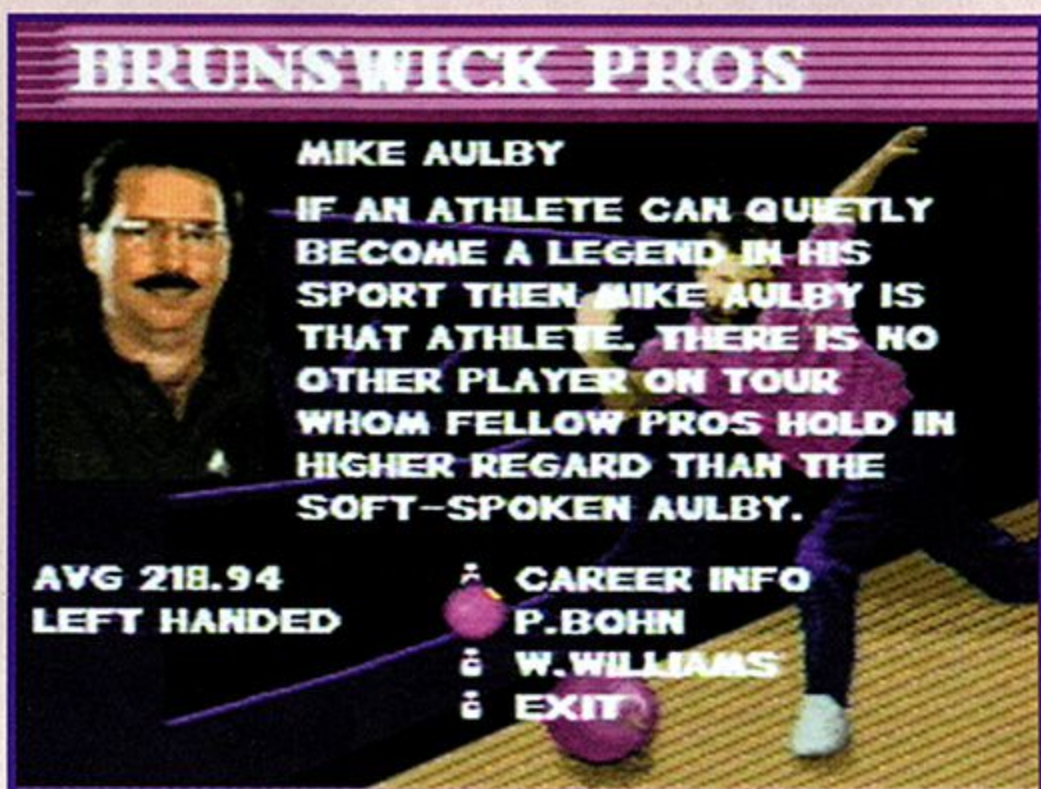 BRUNSWICK PROS
MIKE AULBY
IF AN ATHLETE CAN QUIETLY
BECOME A LEGEND IN HIS
SPORT THEN MIKE AULBY IS
THAT ATHLETE. THERE IS NO
OTHER PLAYER ON TOUR
WHOM FELLOW PROS HOLD IN
HIGHER REGARD THAN THE
SOFT-SPOKEN AULBY.
AVG 218.94
LEFT HANDED
CAREER INFO
P.BOHN
W.WILLIAMS
EXIT